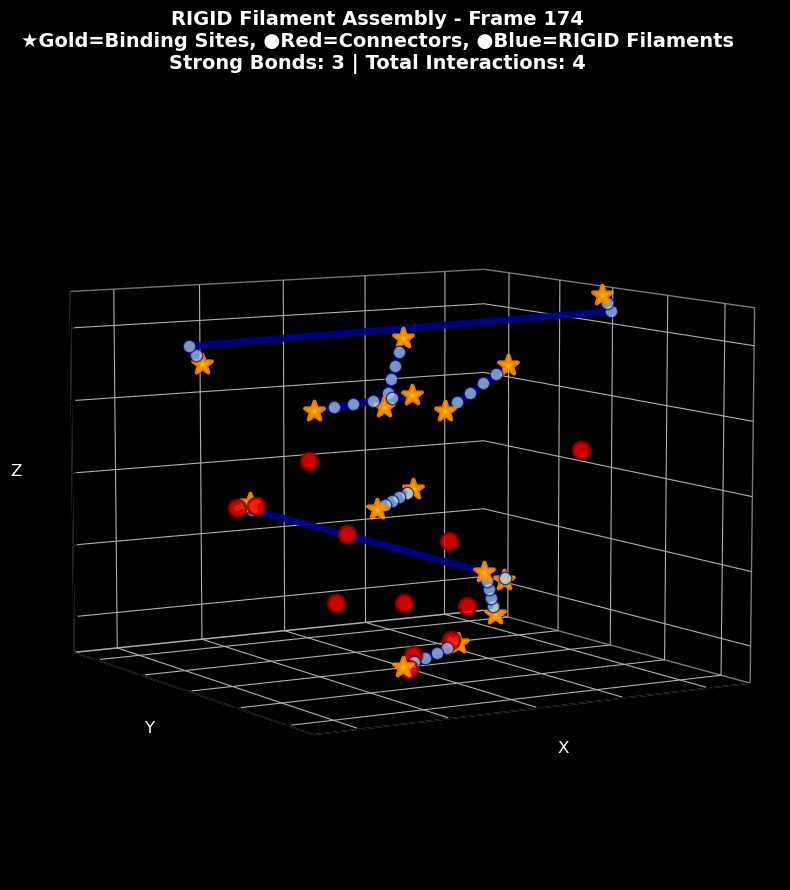 RIGID Filament Assembly - Frame 174
★Gold=Binding Sites, ●Red=Connectors, ●Blue=RIGID Filaments
Strong Bonds: 3 | Total Interactions: 4
Z
Y
X